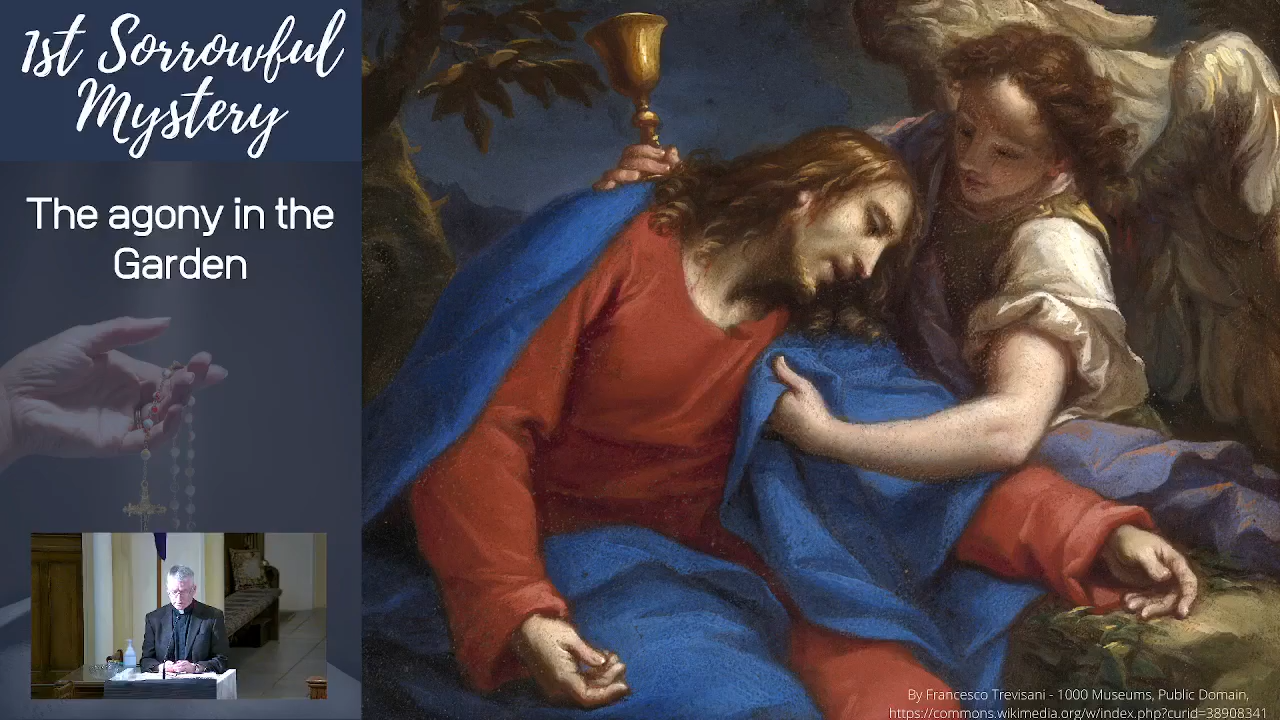 1st Sorrowful
Mystery
The agony in the
Garden
By Francesco Trevisani - 1000 Museums, Public Domain,
https://commons.wikimedia.org/w/index.php?curid=38908341